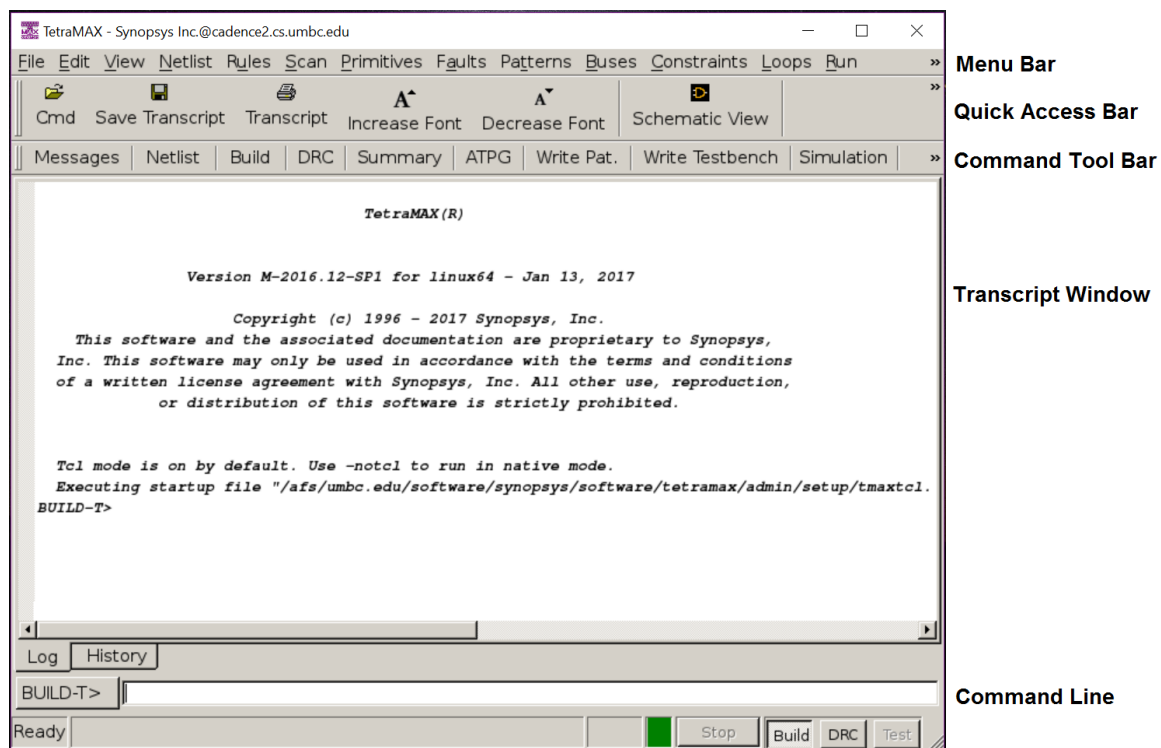 TetraMAX - Synopsys Inc.@cadence2.cs.umbc.edu
File Edit View Netlist Rules Scan Primitives Faults Patterns Buses Constraints Loops Run »
Menu Bar
Cmd Save Transcript Transcript Increase Font Decrease Font Schematic View »
Quick Access Bar
Messages Netlist Build DRC Summary ATPG Write Pat. Write Testbench Simulation »
Command Tool Bar
TetraMAX(R)
Version M-2016.12-SP1 for linux64 - Jan 13, 2017
Transcript Window
Copyright (c) 1996 - 2017 Synopsys, Inc.
This software and the associated documentation are proprietary to Synopsys,
Inc. This software may only be used in accordance with the terms and conditions
of a written license agreement with Synopsys, Inc. All other use, reproduction,
or distribution of this software is strictly prohibited.
Tcl mode is on by default. Use -notcl to run in native mode.
Executing startup file "/afs/umbc.edu/software/synopsys/software/tetramax/admin/setup/tmaxtcl.
BUILD-T>
Log History
BUILD-T>
Command Line
Ready Stop Build DRC Test